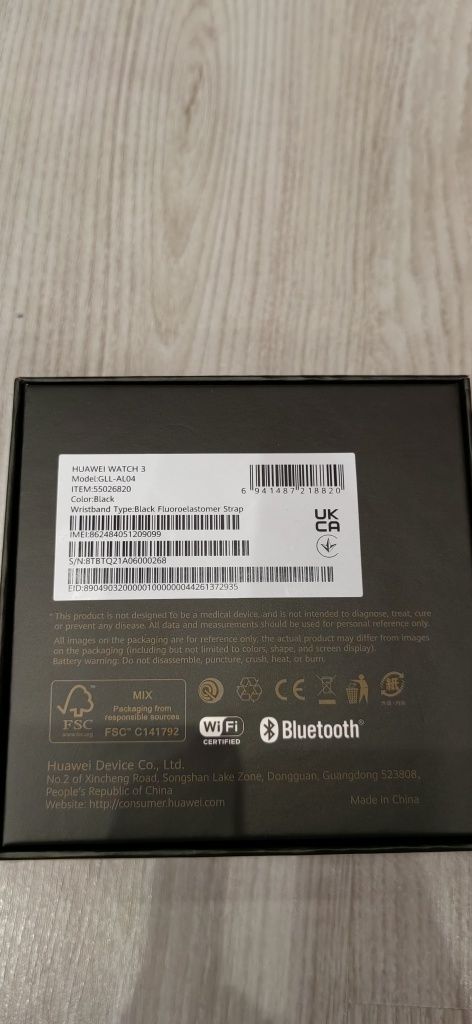 HUAWEI WATCH 3
Model:GLL-AL04
ITEM:55026820
Color:Black
Wristband Type:Black Fluoroelastomer Strap
6 941487 218820
IMEI:862484051209099
S/N:8TBTQ21A06000268
EID:89049032000001000000044261372935
UK
CA
*This product is not designed to be a medical device, and is not intended to diagnose, treat, cure
or prevent any disease. All data and measurements should be used for personal reference only.
All images on the packaging are for reference only, the actual product may differ from images
on the packaging (including but not limited to colors, shape, and screen display).
Battery warning: Do not disassemble, puncture, crush, heat, or burn.
FSC
www.fsc.org
MIX
Packaging from
responsible sources
FSC™ C141792
CE
WiFi
CERTIFIED
Bluetooth®
Huawei Device Co., Ltd.
No.2 of Xincheng Road, Songshan Lake Zone, Dongguan, Guangdong 523808,
People's Republic of China
Website: http://consumer.huawei.com
Made in China